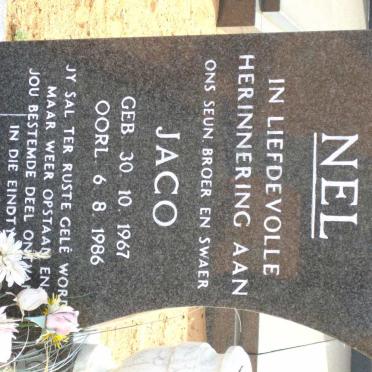 NEL
IN LIEFDEVOLLE
HERINNERING AAN
ONS SEUN BROER EN SWAER
JACO
GEB. 30. 10. 1967
OORL. 6. 8. 1986
JY SAL TER RUSTE GELÊ WORD
MAAR WEER OPSTAAN EN
JOU BESTEMDE DEEL
IN DIE